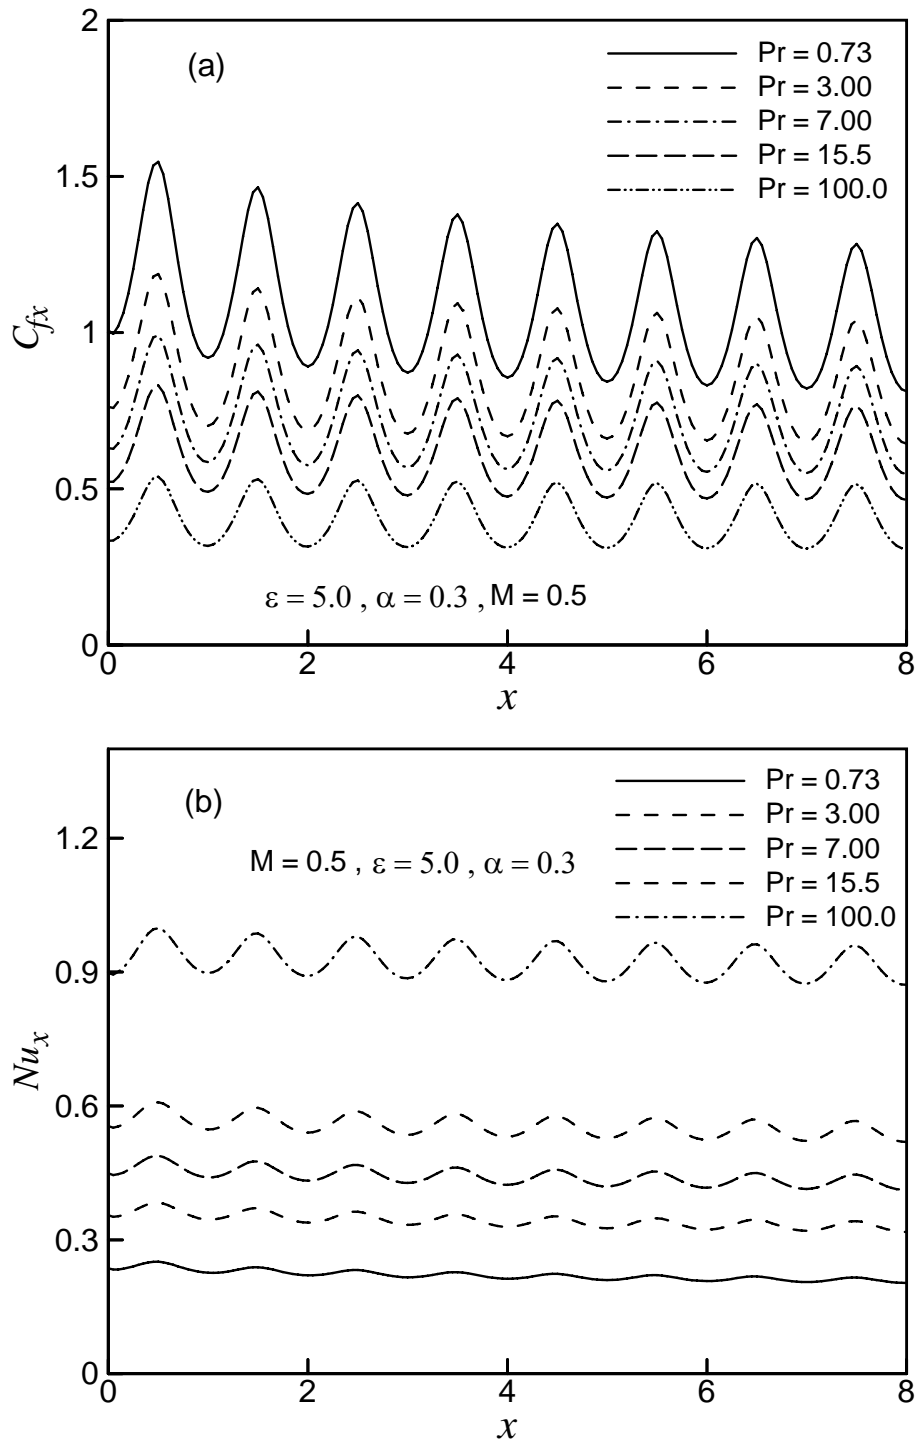 2
(a)
Pr = 0.73
Pr = 3.00
Pr = 7.00
Pr = 15.5
Pr = 100.0
1.5
1
0.5
0
C_{fx}
ε = 5.0 , α = 0.3 , M = 0.5
0 2 4 6 8
x
(b)
Pr = 0.73
Pr = 3.00
Pr = 7.00
Pr = 15.5
Pr = 100.0
M = 0.5 , ε = 5.0 , α = 0.3
1.2
0.9
0.6
0.3
0
Nu_x
0 2 4 6 8
x